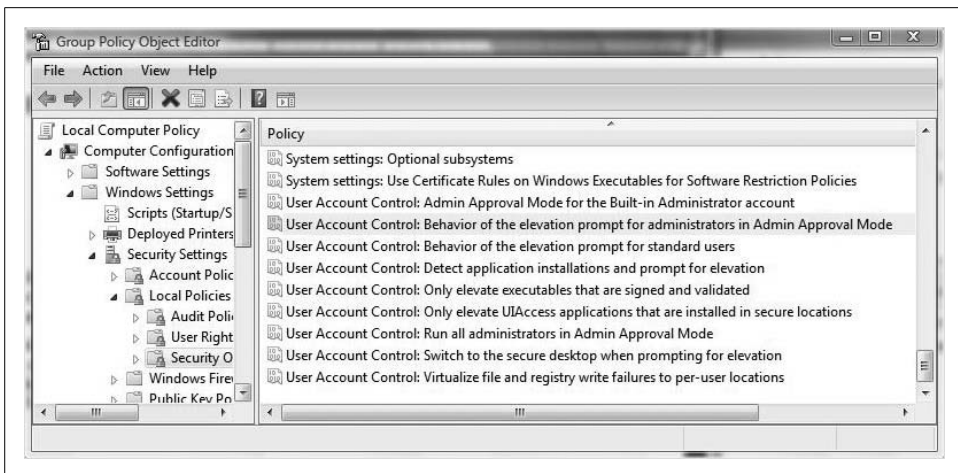 Group Policy Object Editor
File Action View Help
Local Computer Policy
Computer Configuration
Software Settings
Windows Settings
Scripts (Startup/S
Deployed Printers
Security Settings
Account Polic
Local Policies
Audit Poli
User Right
Security O
Windows Firev
Public Key Po
Policy
System settings: Optional subsystems
System settings: Use Certificate Rules on Windows Executables for Software Restriction Policies
User Account Control: Admin Approval Mode for the Built-in Administrator account
User Account Control: Behavior of the elevation prompt for administrators in Admin Approval Mode
User Account Control: Behavior of the elevation prompt for standard users
User Account Control: Detect application installations and prompt for elevation
User Account Control: Only elevate executables that are signed and validated
User Account Control: Only elevate UIAccess applications that are installed in secure locations
User Account Control: Run all administrators in Admin Approval Mode
User Account Control: Switch to the secure desktop when prompting for elevation
User Account Control: Virtualize file and registry write failures to per-user locations